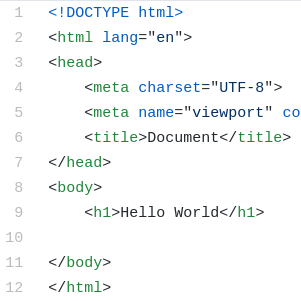 1 <!DOCTYPE html>
2 <html lang="en">
3 <head>
4     <meta charset="UTF-8">
5     <meta name="viewport" co
6     <title>Document</title>
7 </head>
8 <body>
9     <h1>Hello World</h1>
10
11 </body>
12 </html>